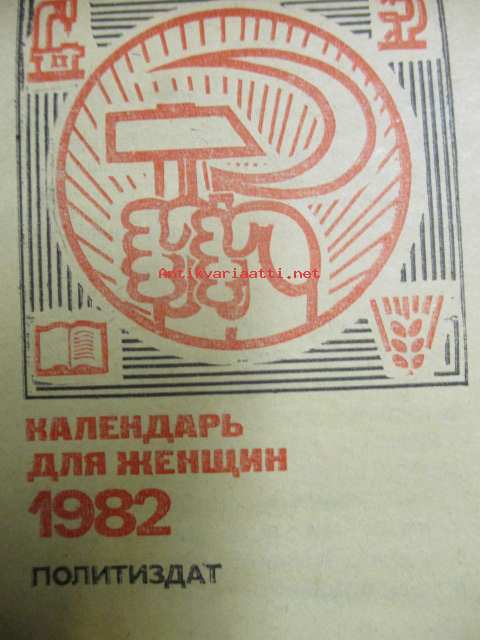 Antikvariaatti.net
КАЛЕНДАРЬ
ДЛЯ ЖЕНЩИН
1982
ПОЛИТИЗДАТ